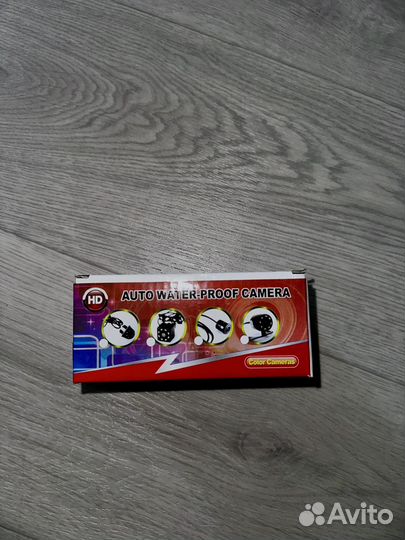 HD
AUTO WATER-PROOF CAMERA
Color Cameras
Avito